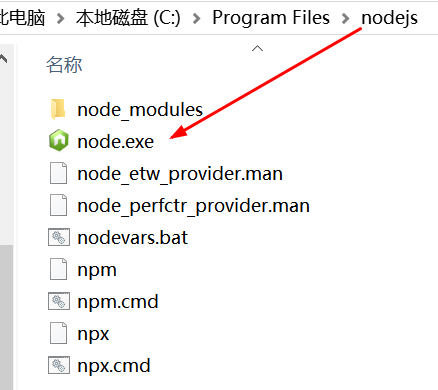 此电脑 > 本地磁盘 (C:) > Program Files > nodejs
名称
node_modules
node.exe
node_etw_provider.man
node_perfctr_provider.man
nodevars.bat
npm
npm.cmd
npx
npx.cmd